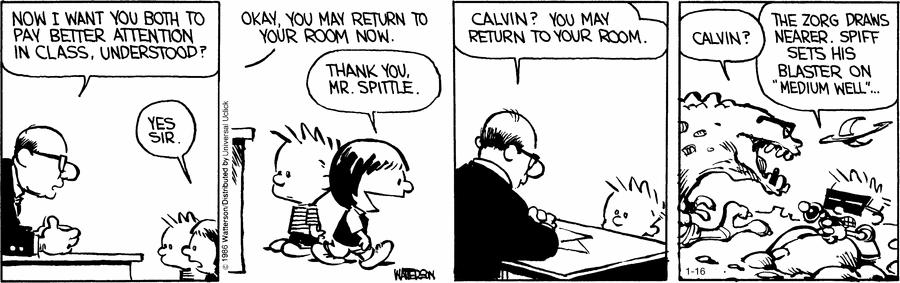 NOW I WANT YOU BOTH TO
PAY BETTER ATTENTION
IN CLASS, UNDERSTOOD?
YES
SIR.
© 1986 Watterson/Distributed by Universal Uclick
OKAY, YOU MAY RETURN TO
YOUR ROOM NOW.
THANK YOU,
MR. SPITTLE.
WATTERSON
CALVIN? YOU MAY
RETURN TO YOUR ROOM.
CALVIN?
THE ZORG DRAWS
NEARER. SPIFF
SETS HIS
BLASTER ON
"MEDIUM WELL"...
1-16